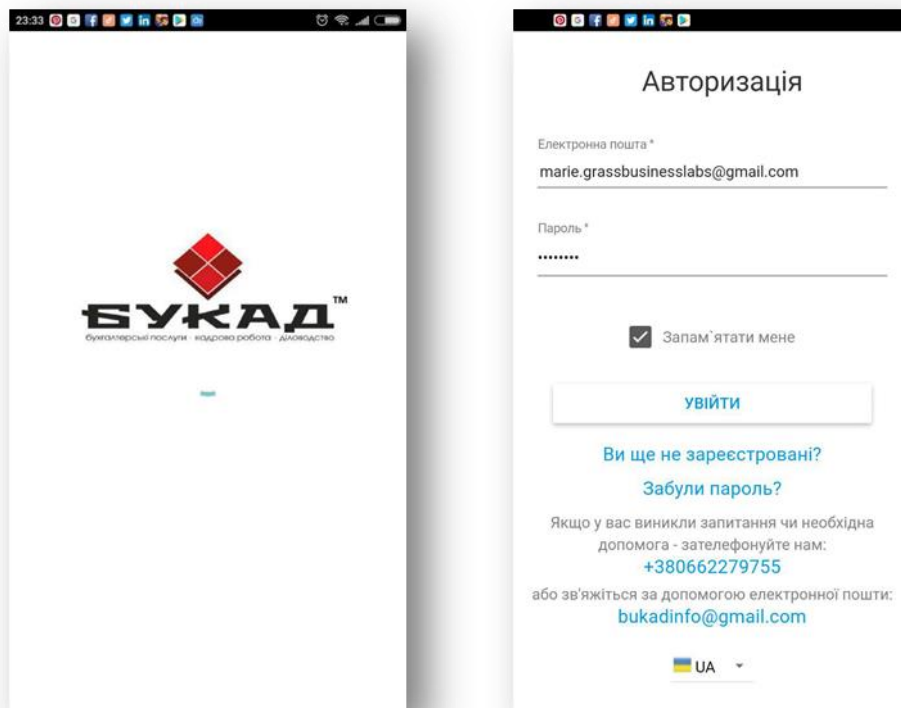 23:33
БУКАД™
бухгалтерські послуги - кадрова робота - діловодство
Авторизація
Електронна пошта *
marie.grassbusinesslabs@gmail.com
Пароль *
••••••••
Запам`ятати мене
УВІЙТИ
Ви ще не зареєстровані?
Забули пароль?
Якщо у вас виникли запитання чи необхідна
допомога - зателефонуйте нам:
+380662279755
або зв'яжіться за допомогою електронної пошти:
bukadinfo@gmail.com
UA